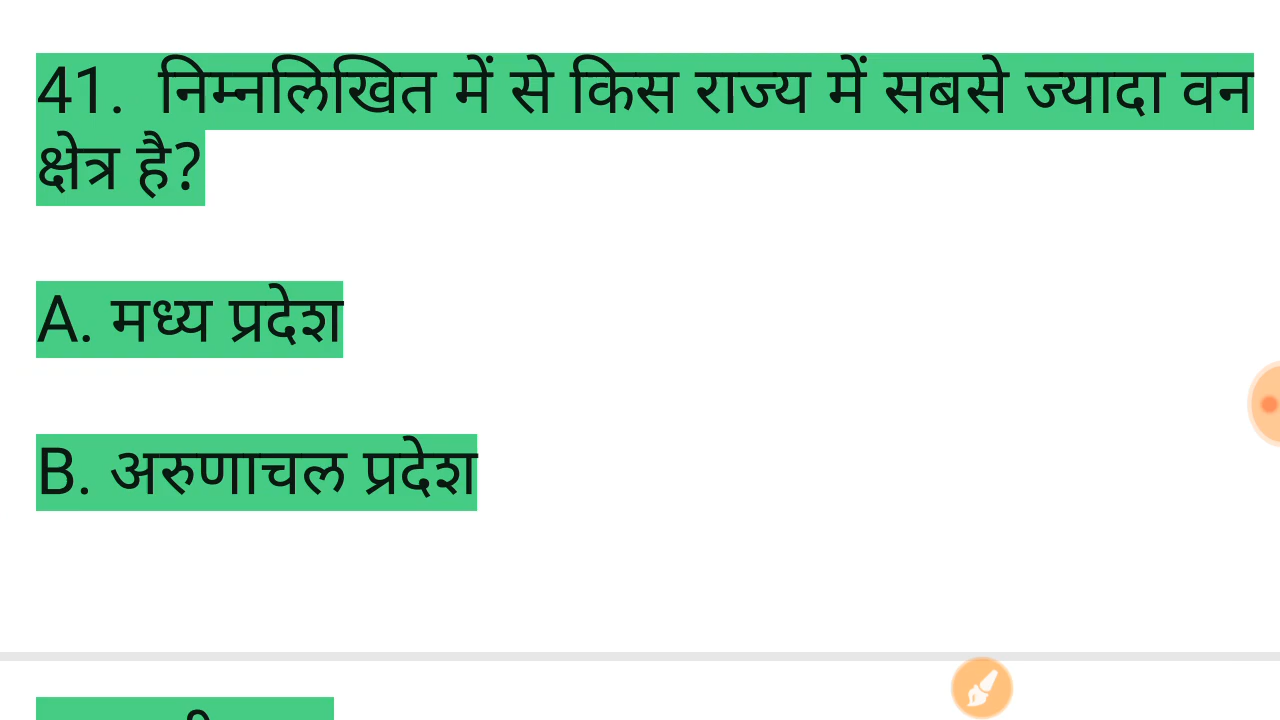 41. निम्नलिखित में से किस राज्य में सबसे ज्यादा वन
क्षेत्र है?
A. मध्य प्रदेश
B. अरुणाचल प्रदेश